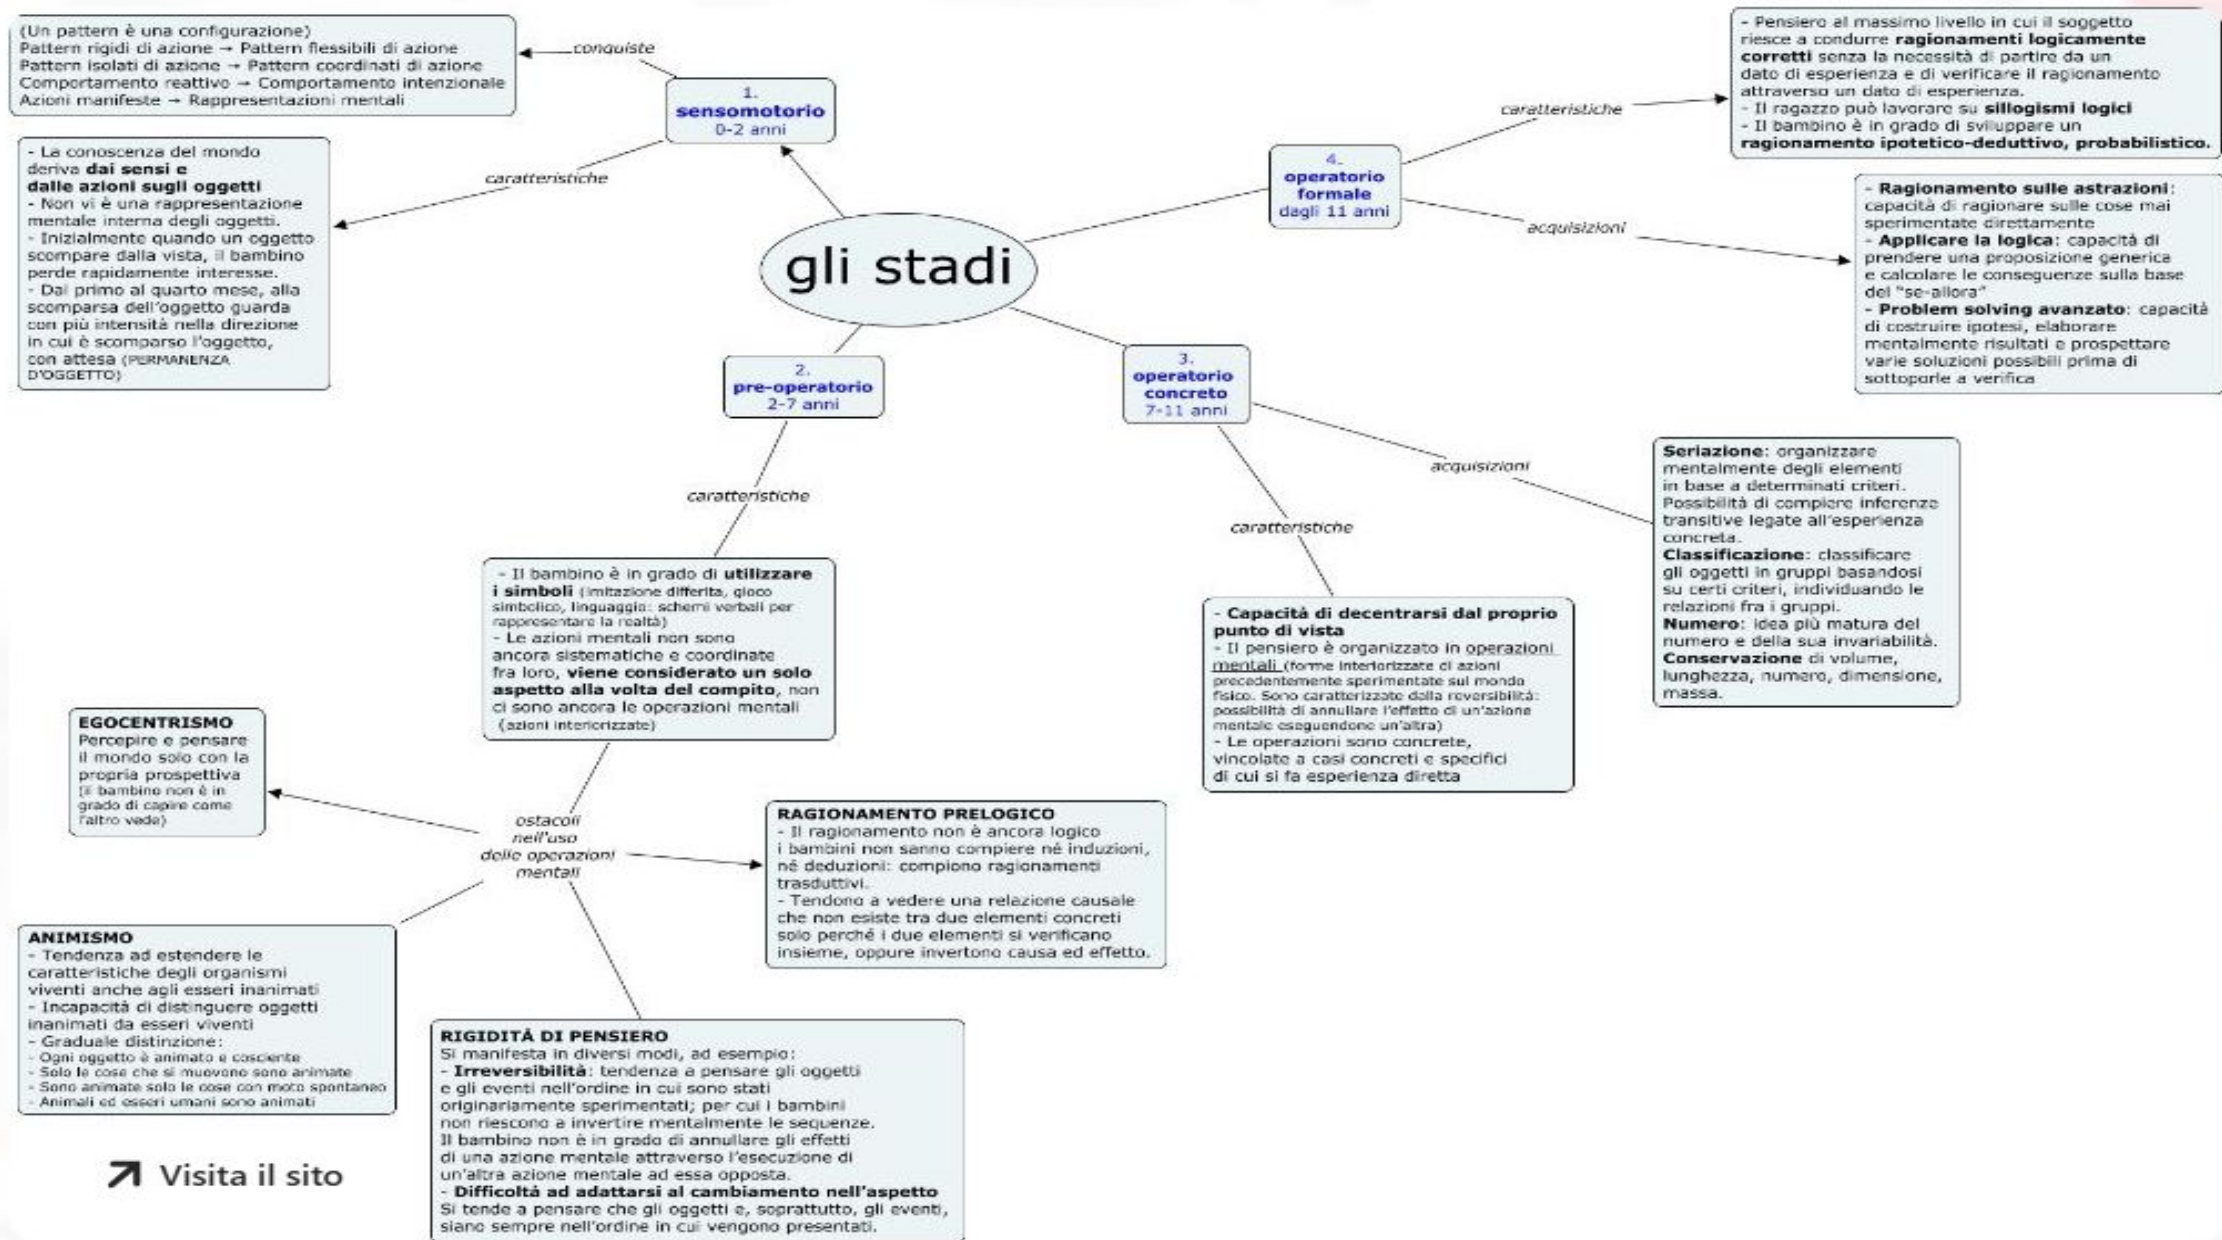 (Un pattern è una configurazione)
Pattern rigidi di azione → Pattern flessibili di azione
Pattern isolati di azione → Pattern coordinati di azione
Comportamento reattivo → Comportamento intenzionale
Azioni manifeste → Rappresentazioni mentali
conquiste
1.
sensomotorio
0-2 anni
caratteristiche
- La conoscenza del mondo
deriva dai sensi e
dalle azioni sugli oggetti
- Non vi è una rappresentazione
mentale interna degli oggetti.
- Inizialmente quando un oggetto
scompare dalla vista, il bambino
perde rapidamente interesse.
- Dal primo al quarto mese, alla
scomparsa dell'oggetto guarda
con più intensità nella direzione
in cui è scomparso l'oggetto,
con attesa (PERMANENZA
D'OGGETTO)
gli stadi
4.
operatorio
formale
dagli 11 anni
caratteristiche
- Pensiero al massimo livello in cui il soggetto
riesce a condurre ragionamenti logicamente
corretti senza la necessità di partire da un
dato di esperienza e di verificare il ragionamento
attraverso un dato di esperienza.
- Il ragazzo può lavorare su sillogismi logici
- Il bambino è in grado di sviluppare un
ragionamento ipotetico-deduttivo, probabilistico.
acquisizioni
- Ragionamento sulle astrazioni:
capacità di ragionare sulle cose mai
sperimentate direttamente
- Applicare la logica: capacità di
prendere una proposizione generica
e calcolare le conseguenze sulla base
del "se-allora"
- Problem solving avanzato: capacità
di costruire ipotesi, elaborare
mentalmente risultati e prospettare
varie soluzioni possibili prima di
sottoporle a verifica
2.
pre-operatorio
2-7 anni
caratteristiche
- Il bambino è in grado di utilizzare
i simboli (imitazione differita, gioco
simbolico, linguaggio: schemi verbali per
rappresentare la realtà)
- Le azioni mentali non sono
ancora sistematiche e coordinate
fra loro, viene considerato un solo
aspetto alla volta del compito, non
ci sono ancora le operazioni mentali
(azioni interiorizzate)
3.
operatorio
concreto
7-11 anni
caratteristiche
- Capacità di decentrarsi dal proprio
punto di vista
- Il pensiero è organizzato in operazioni
mentali (forme interiorizzate di azioni
precedentemente sperimentate sul mondo
fisico. Sono caratterizzate dalla reversibilità:
possibilità di annullare l'effetto di un'azione
mentale eseguendone un'altra)
- Le operazioni sono concrete,
vincolate a casi concreti e specifici
di cui si fa esperienza diretta
acquisizioni
Seriazione: organizzare
mentalmente degli elementi
in base a determinati criteri.
Possibilità di compiere inferenze
transitive legate all'esperienza
concreta.
Classificazione: classificare
gli oggetti in gruppi basandosi
su certi criteri, individuando le
relazioni fra i gruppi.
Numero: idea più matura del
numero e della sua invariabilità.
Conservazione di volume,
lunghezza, numero, dimensione,
massa.
ostacoli
nell'uso
delle operazioni
mentali
EGOCENTRISMO
Percepire e pensare
il mondo solo con la
propria prospettiva
(il bambino non è in
grado di capire come
l'altro vede)
RAGIONAMENTO PRELOGICO
- Il ragionamento non è ancora logico
i bambini non sanno compiere né induzioni,
né deduzioni: compiono ragionamenti
trasduttivi.
- Tendono a vedere una relazione causale
che non esiste tra due elementi concreti
solo perché i due elementi si verificano
insieme, oppure invertono causa ed effetto.
ANIMISMO
- Tendenza ad estendere le
caratteristiche degli organismi
viventi anche agli esseri inanimati
- Incapacità di distinguere oggetti
inanimati da esseri viventi
- Graduale distinzione:
- Ogni oggetto è animato e cosciente
- Solo le cose che si muovono sono animate
- Sono animate solo le cose con moto spontaneo
- Animali ed esseri umani sono animati
RIGIDITÀ DI PENSIERO
Si manifesta in diversi modi, ad esempio:
- Irreversibilità: tendenza a pensare gli oggetti
e gli eventi nell'ordine in cui sono stati
originariamente sperimentati; per cui i bambini
non riescono a invertire mentalmente le sequenze.
Il bambino non è in grado di annullare gli effetti
di una azione mentale attraverso l'esecuzione di
un'altra azione mentale ad essa opposta.
- Difficoltà ad adattarsi al cambiamento nell'aspetto
Si tende a pensare che gli oggetti e, soprattutto, gli eventi,
siano sempre nell'ordine in cui vengono presentati.
Visita il sito